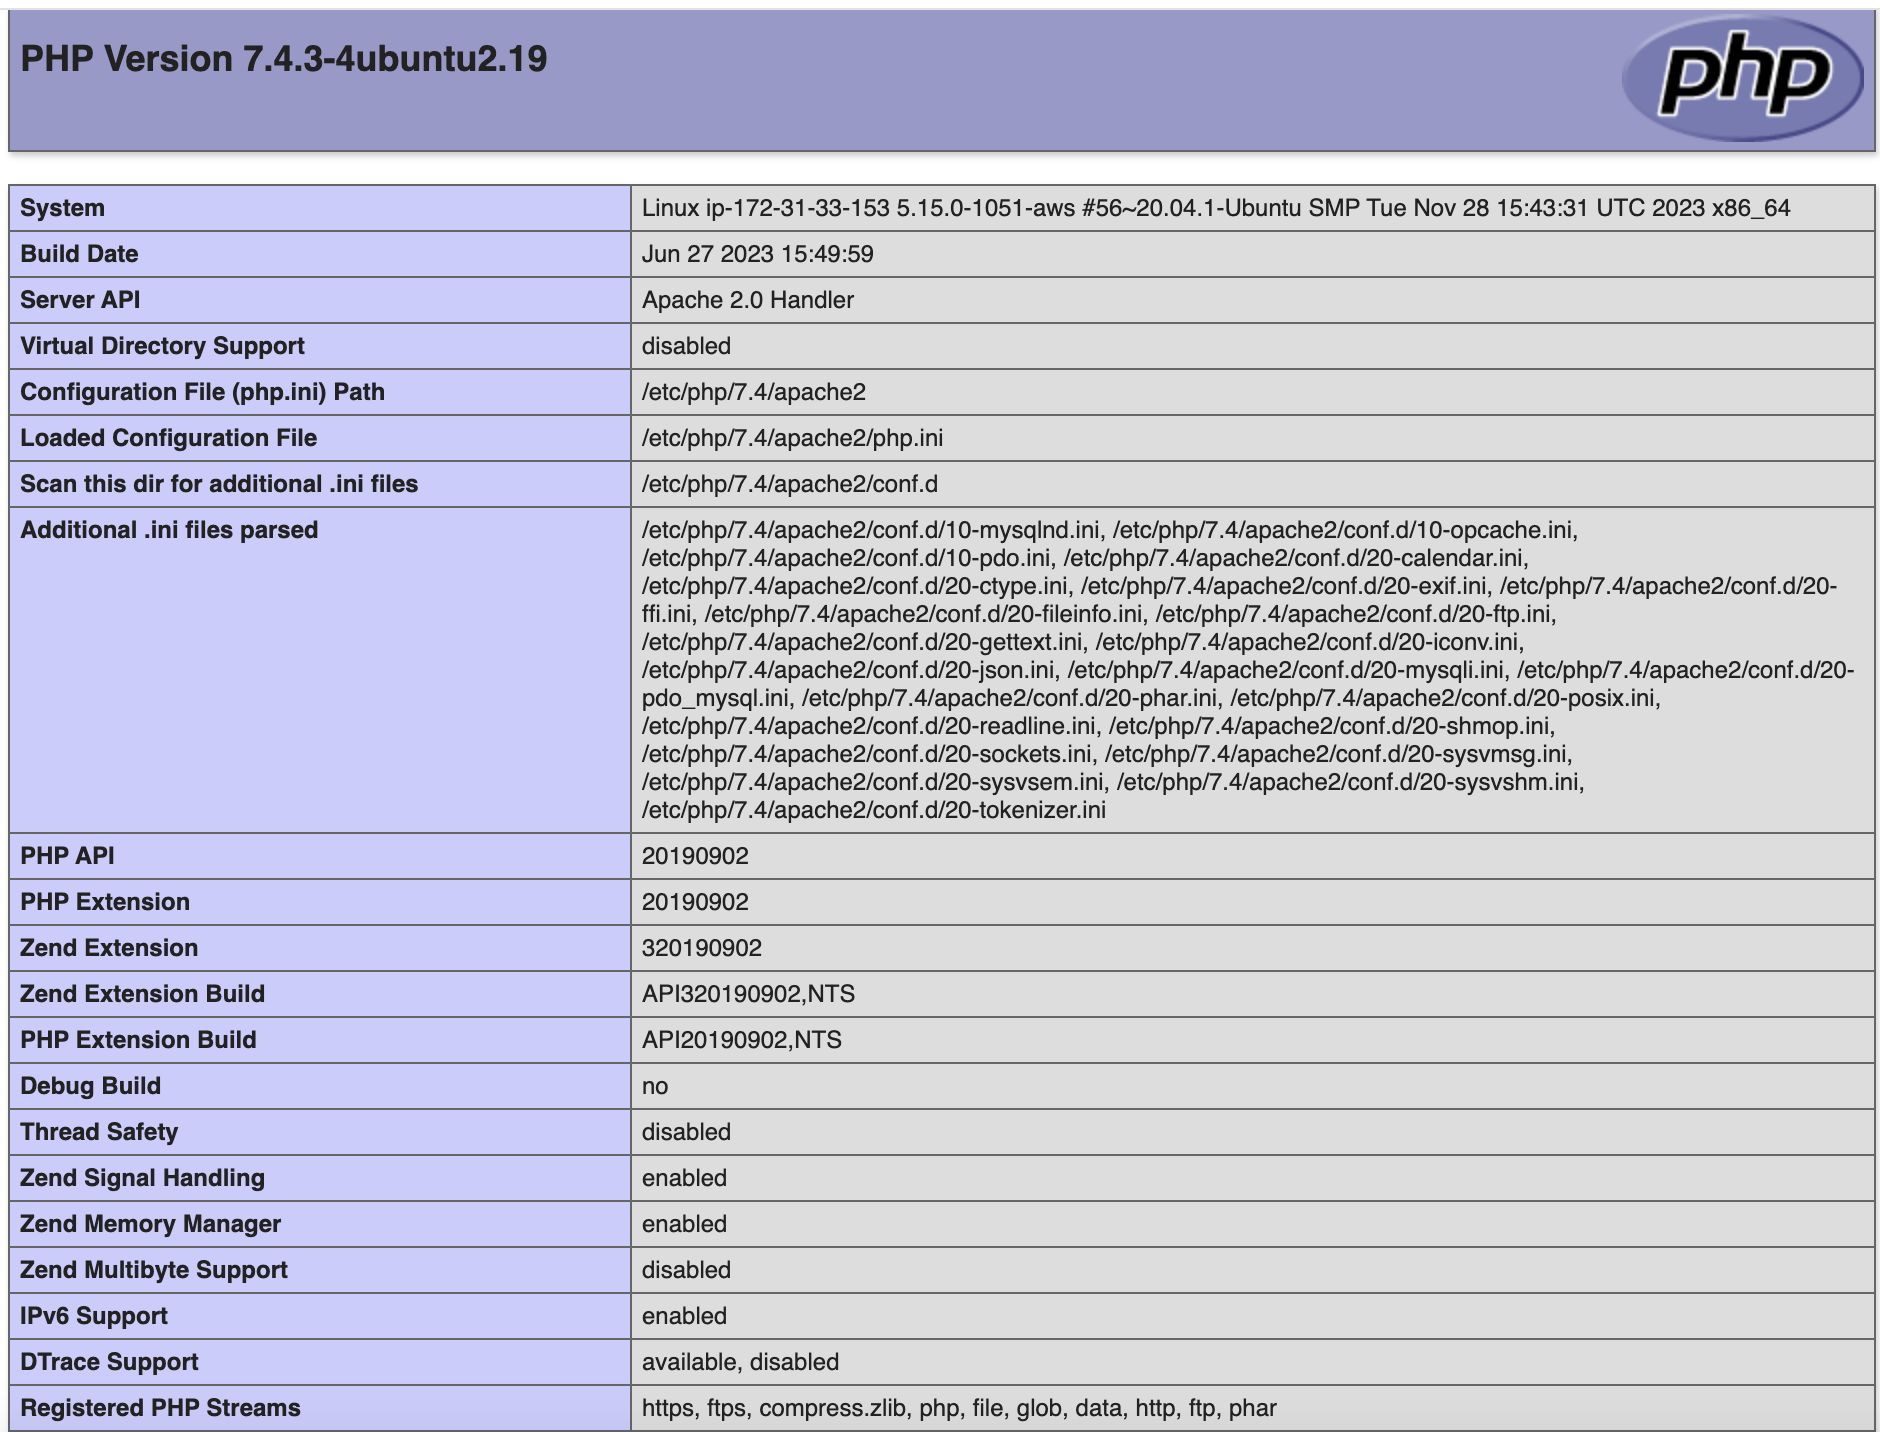 PHP Version 7.4.3-4ubuntu2.19
php
System
Linux ip-172-31-33-153 5.15.0-1051-aws #56~20.04.1-Ubuntu SMP Tue Nov 28 15:43:31 UTC 2023 x86_64
Build Date
Jun 27 2023 15:49:59
Server API
Apache 2.0 Handler
Virtual Directory Support
disabled
Configuration File (php.ini) Path
/etc/php/7.4/apache2
Loaded Configuration File
/etc/php/7.4/apache2/php.ini
Scan this dir for additional .ini files
/etc/php/7.4/apache2/conf.d
Additional .ini files parsed
/etc/php/7.4/apache2/conf.d/10-mysqlnd.ini, /etc/php/7.4/apache2/conf.d/10-opcache.ini,
/etc/php/7.4/apache2/conf.d/10-pdo.ini, /etc/php/7.4/apache2/conf.d/20-calendar.ini,
/etc/php/7.4/apache2/conf.d/20-ctype.ini, /etc/php/7.4/apache2/conf.d/20-exif.ini, /etc/php/7.4/apache2/conf.d/20-
ffi.ini, /etc/php/7.4/apache2/conf.d/20-fileinfo.ini, /etc/php/7.4/apache2/conf.d/20-ftp.ini,
/etc/php/7.4/apache2/conf.d/20-gettext.ini, /etc/php/7.4/apache2/conf.d/20-iconv.ini,
/etc/php/7.4/apache2/conf.d/20-json.ini, /etc/php/7.4/apache2/conf.d/20-mysqli.ini, /etc/php/7.4/apache2/conf.d/20-
pdo_mysql.ini, /etc/php/7.4/apache2/conf.d/20-phar.ini, /etc/php/7.4/apache2/conf.d/20-posix.ini,
/etc/php/7.4/apache2/conf.d/20-readline.ini, /etc/php/7.4/apache2/conf.d/20-shmop.ini,
/etc/php/7.4/apache2/conf.d/20-sockets.ini, /etc/php/7.4/apache2/conf.d/20-sysvmsg.ini,
/etc/php/7.4/apache2/conf.d/20-sysvsem.ini, /etc/php/7.4/apache2/conf.d/20-sysvshm.ini,
/etc/php/7.4/apache2/conf.d/20-tokenizer.ini
PHP API
20190902
PHP Extension
20190902
Zend Extension
320190902
Zend Extension Build
API320190902,NTS
PHP Extension Build
API20190902,NTS
Debug Build
no
Thread Safety
disabled
Zend Signal Handling
enabled
Zend Memory Manager
enabled
Zend Multibyte Support
disabled
IPv6 Support
enabled
DTrace Support
available, disabled
Registered PHP Streams
https, ftps, compress.zlib, php, file, glob, data, http, ftp, phar